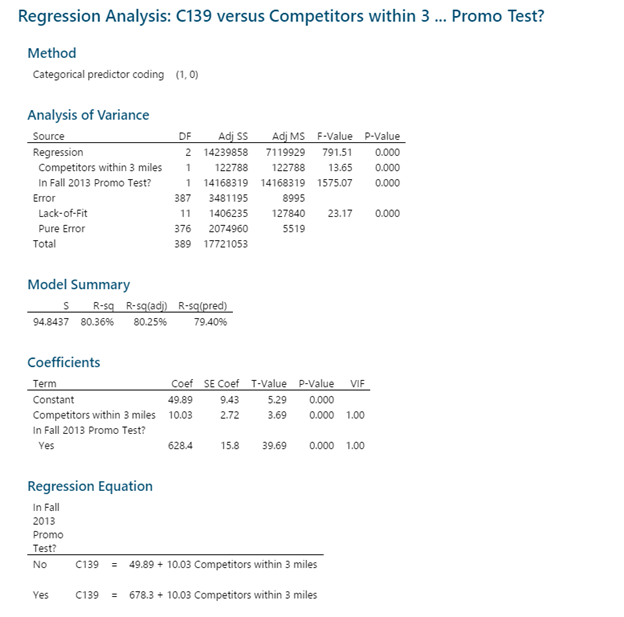 Regression Analysis: C139 versus Competitors within 3 ... Promo Test?
Method
Categorical predictor coding (1, 0)
Analysis of Variance
Source DF Adj SS Adj MS F-Value P-Value
Regression 2 14239858 7119929 791.51 0.000
Competitors within 3 miles 1 122788 122788 13.65 0.000
In Fall 2013 Promo Test? 1 14168319 14168319 1575.07 0.000
Error 387 3481195 8995
Lack-of-Fit 11 1406235 127840 23.17 0.000
Pure Error 376 2074960 5519
Total 389 17721053
Model Summary
S R-sq R-sq(adj) R-sq(pred)
94.8437 80.36% 80.25% 79.40%
Coefficients
Term Coef SE Coef T-Value P-Value VIF
Constant 49.89 9.43 5.29 0.000
Competitors within 3 miles 10.03 2.72 3.69 0.000 1.00
In Fall 2013 Promo Test?
Yes 628.4 15.8 39.69 0.000 1.00
Regression Equation
In Fall
2013
Promo
Test?
No C139 = 49.89 + 10.03 Competitors within 3 miles
Yes C139 = 678.3 + 10.03 Competitors within 3 miles